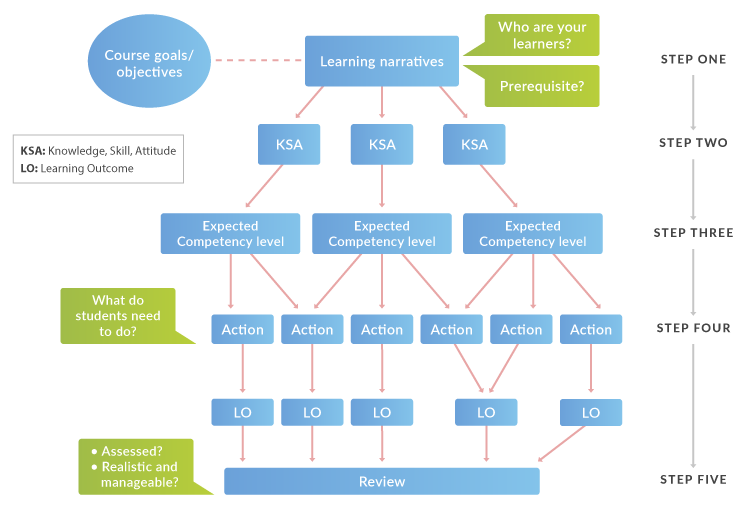 Course goals/
objectives
Learning narratives
Who are your
learners?
Prerequisite?
STEP ONE
KSA: Knowledge, Skill, Attitude
LO: Learning Outcome
KSA
KSA
KSA
STEP TWO
Expected
Competency level
Expected
Competency level
Expected
Competency level
STEP THREE
What do
students need
to do?
Action
Action
Action
Action
Action
Action
STEP FOUR
LO
LO
LO
LO
LO
• Assessed?
• Realistic and
manageable?
Review
STEP FIVE